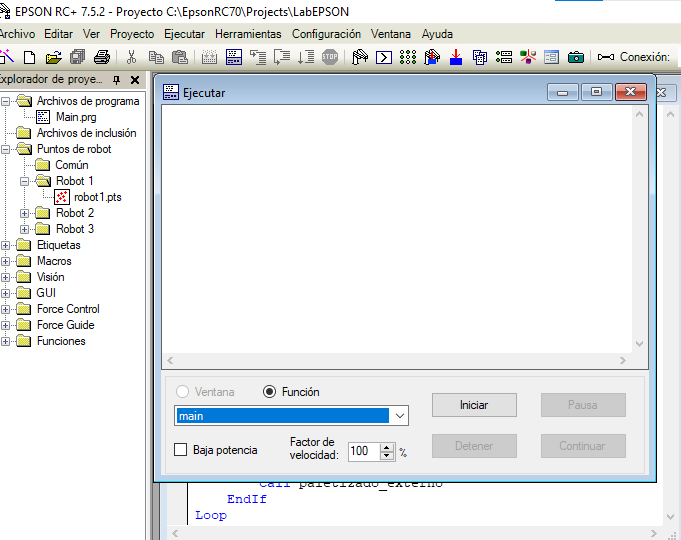 EPSON RC+ 7.5.2 - Proyecto C:\EpsonRC70\Projects\LabEPSON
Archivo Editar Ver Proyecto Ejecutar Herramientas Configuración Ventana Ayuda
STOP Conexión:
Explorador de proye...
Archivos de programa
Main.prg
Archivos de inclusión
Puntos de robot
Común
Robot 1
robot1.pts
Robot 2
Robot 3
Etiquetas
Macros
Visión
GUI
Force Control
Force Guide
Funciones
Ejecutar
Ventana Función
main
Iniciar Pausa
Baja potencia
Factor de velocidad: 100 %
Detener Continuar
Call paletizado_externo
EndIf
Loop